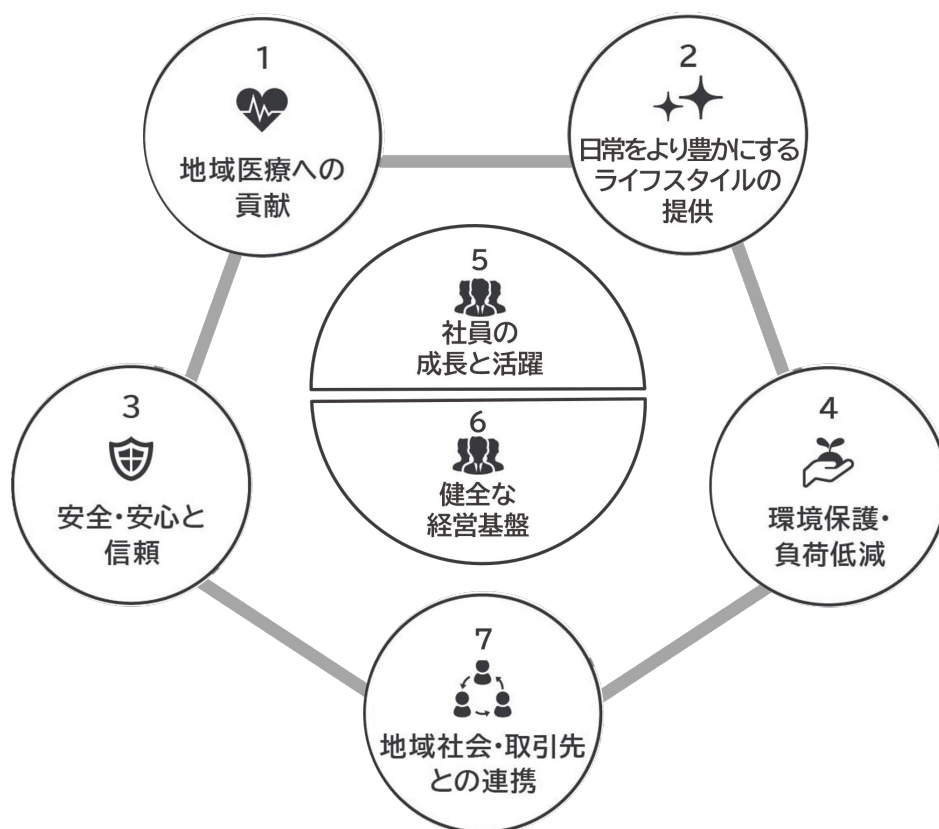 1
地域医療への
貢献
2
日常をより豊かにする
ライフスタイルの
提供
3
安全・安心と
信頼
4
環境保護・
負荷低減
5
社員の
成長と活躍
6
健全な
経営基盤
7
地域社会・取引先
との連携